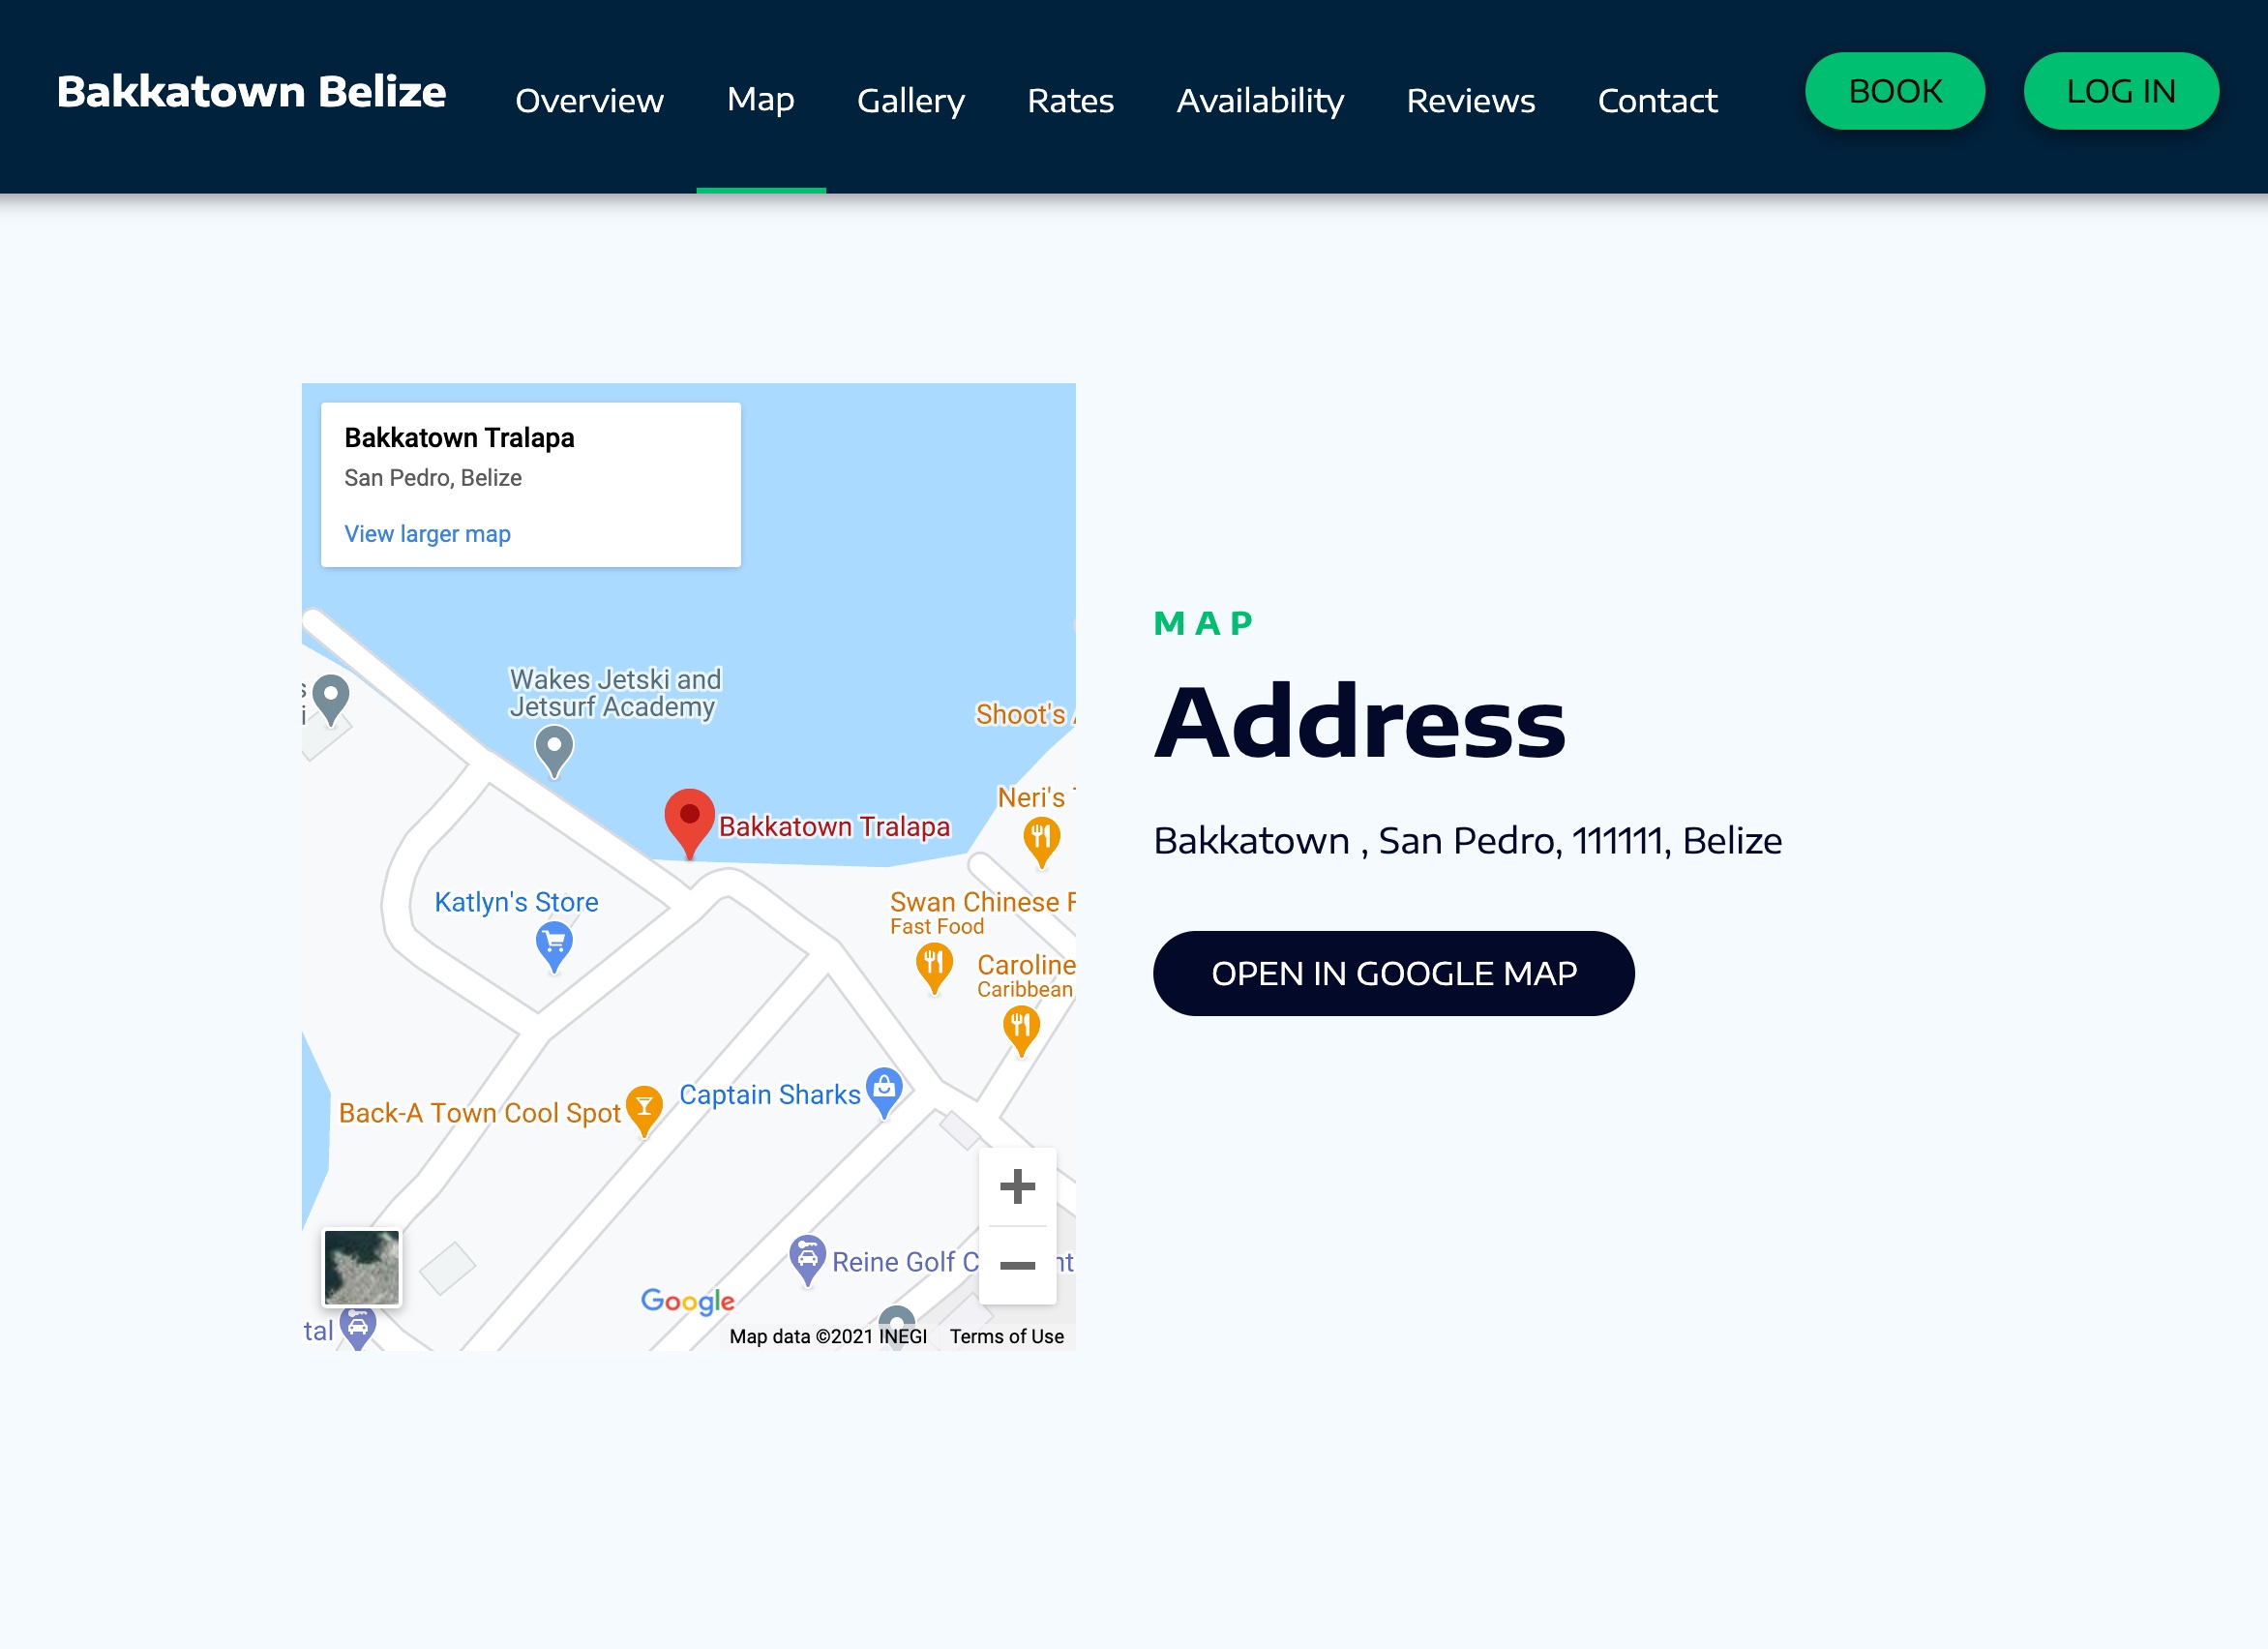 Bakkatown Belize
Overview
Map
Gallery
Rates
Availability
Reviews
Contact
BOOK
LOG IN
Bakkatown Tralapa
San Pedro, Belize
View larger map
Wakes Jetski and
Jetsurf Academy
Shoot's
Bakkatown Tralapa
Neri's
Katlyn's Store
Swan Chinese
Fast Food
Caroline
Caribbean
Captain Sharks
Back-A Town Cool Spot
Reine Golf
Google
tal
Map data ©2021 INEGI
Terms of Use
MAP
Address
Bakkatown , San Pedro, 111111, Belize
OPEN IN GOOGLE MAP